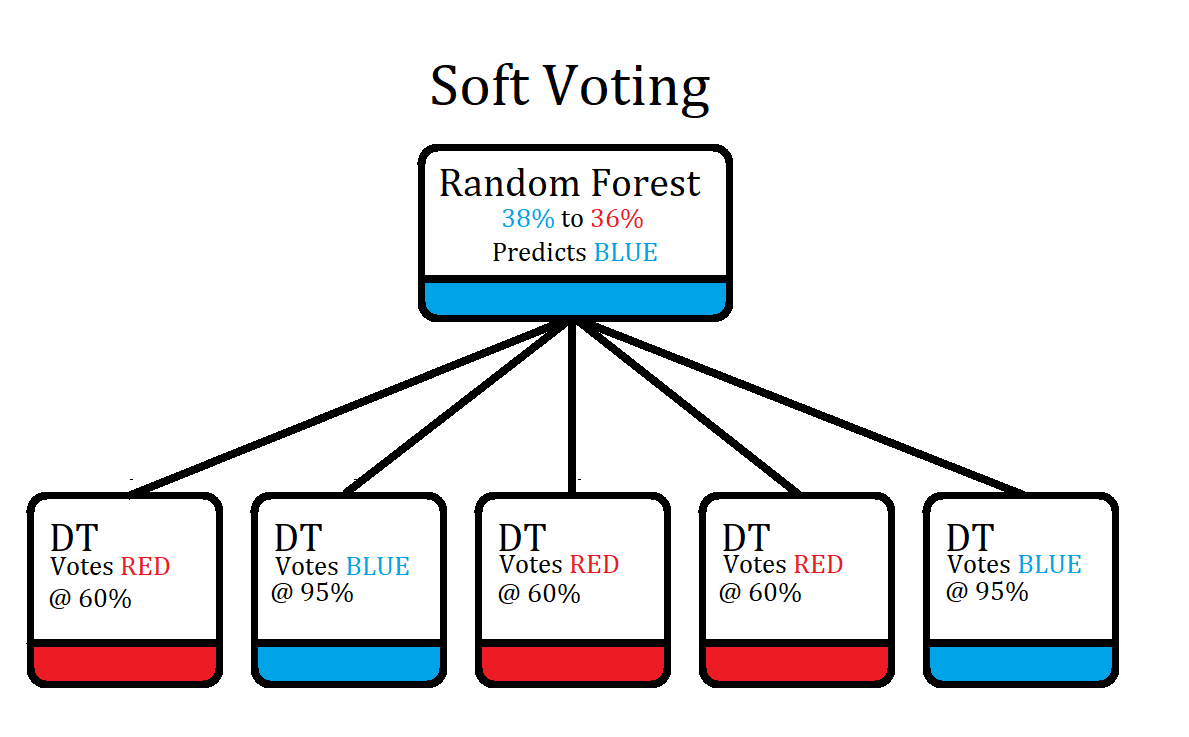 Soft Voting
Random Forest
38% to 36%
Predicts BLUE
DT
Votes RED
@ 60%
DT
Votes BLUE
@ 95%
DT
Votes RED
@ 60%
DT
Votes RED
@ 60%
DT
Votes BLUE
@ 95%